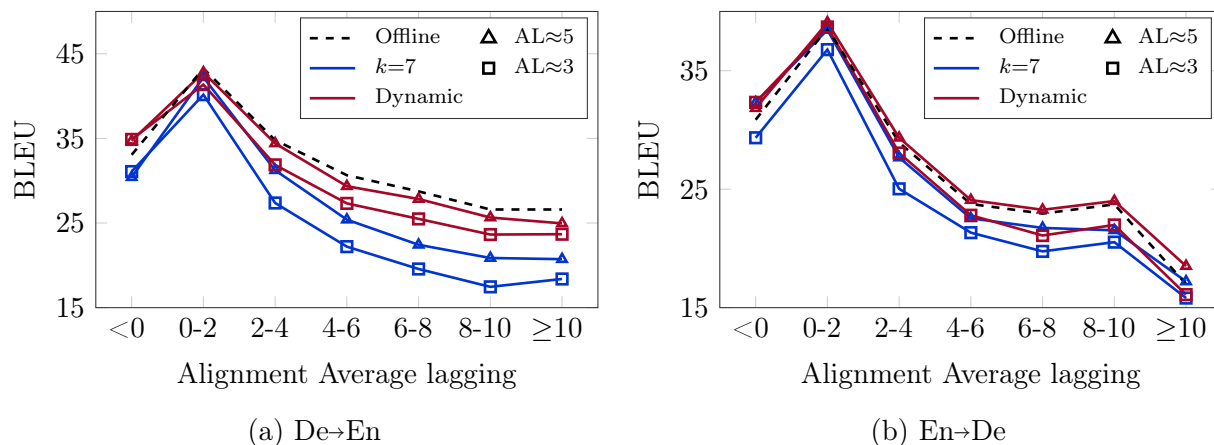 45
35
25
15
BLEU
Offline
AL≈5
k=7
AL≈3
Dynamic
<0
0-2
2-4
4-6
6-8
8-10
≥10
Alignment Average lagging
(a) De→En
35
25
15
BLEU
Offline
AL≈5
k=7
AL≈3
Dynamic
<0
0-2
2-4
4-6
6-8
8-10
≥10
Alignment Average lagging
(b) En→De